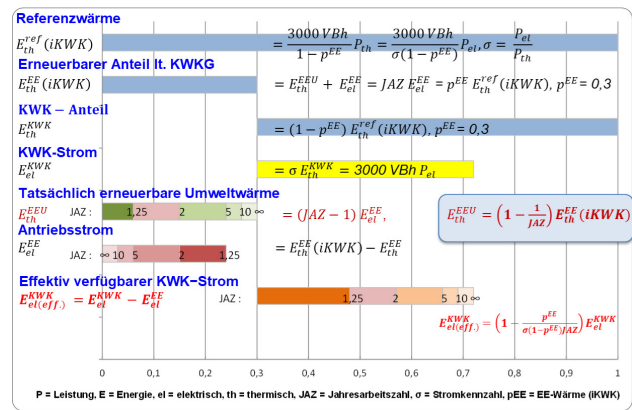 Referenzwärme
E_th^ref (iKWK) = 3000 VBh / (1 − p^EE) P_th = 3000 VBh / (σ(1 − p^EE)) P_el, σ = P_el / P_th
Erneuerbarer Anteil lt. KWKG
E_th^EE (iKWK) = E_th^EEU + E_el^EE = JAZ E_el^EE = p^EE E_th^ref (iKWK), p^EE = 0,3
KWK − Anteil
E_th^KWK = (1 − p^EE) E_th^ref (iKWK), p^EE = 0,3
KWK-Strom
E_el^KWK = σ E_th^KWK = 3000 VBh P_el
Tatsächlich erneuerbare Umweltwärme
E_th^EEU JAZ : 1,25 2 5 10 ∞ = (JAZ − 1) E_el^EE, E_th^EEU = (1 − 1/JAZ) E_th^EE (iKWK)
Antriebsstrom
E_el^EE JAZ : ∞ 10 5 2 1,25 = E_th^EE (iKWK) − E_th^EE
Effektiv verfügbarer KWK−Strom
E_el(eff.)^KWK = E_el^KWK − E_el^EE JAZ : 1,25 2 5 10 ∞
E_el(eff.)^KWK = (1 − p^EE / (σ(1−p^EE)JAZ)) E_el^KWK
0 0,1 0,2 0,3 0,4 0,5 0,6 0,7 0,8 0,9 1
P = Leistung, E = Energie, el = elektrisch, th = thermisch, JAZ = Jahresarbeitszahl, σ = Stromkennzahl, pEE = EE-Wärme (iKWK)